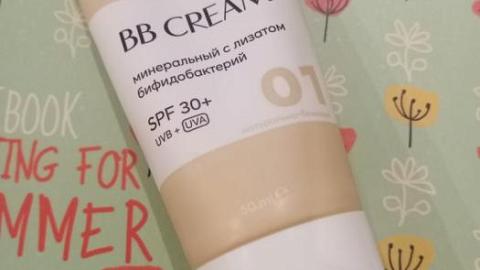 BB CREAM
минеральный с лизатом
бифидобактерий
01
SPF 30+
UVB + UVA
50 ml e
BOOK
ING FOR
MMER